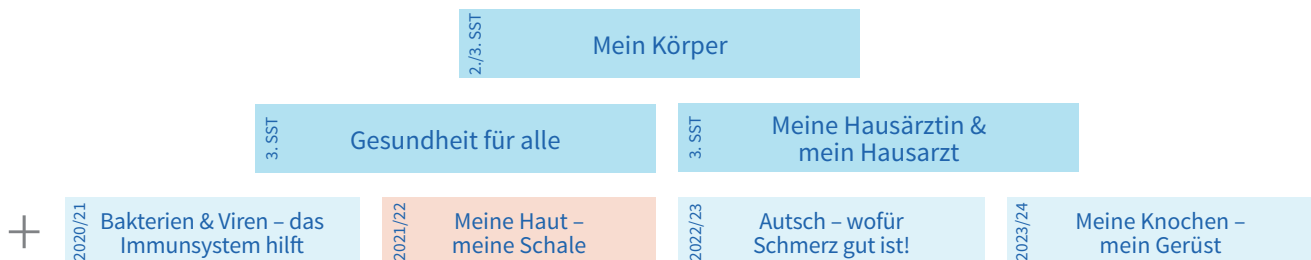 2./3. SST
Mein Körper
3. SST
Gesundheit für alle
3. SST
Meine Hausärztin &
mein Hausarzt
+
2020/21
Bakterien & Viren – das
Immunsystem hilft
2021/22
Meine Haut –
meine Schale
2022/23
Autsch – wofür
Schmerz gut ist!
2023/24
Meine Knochen –
mein Gerüst